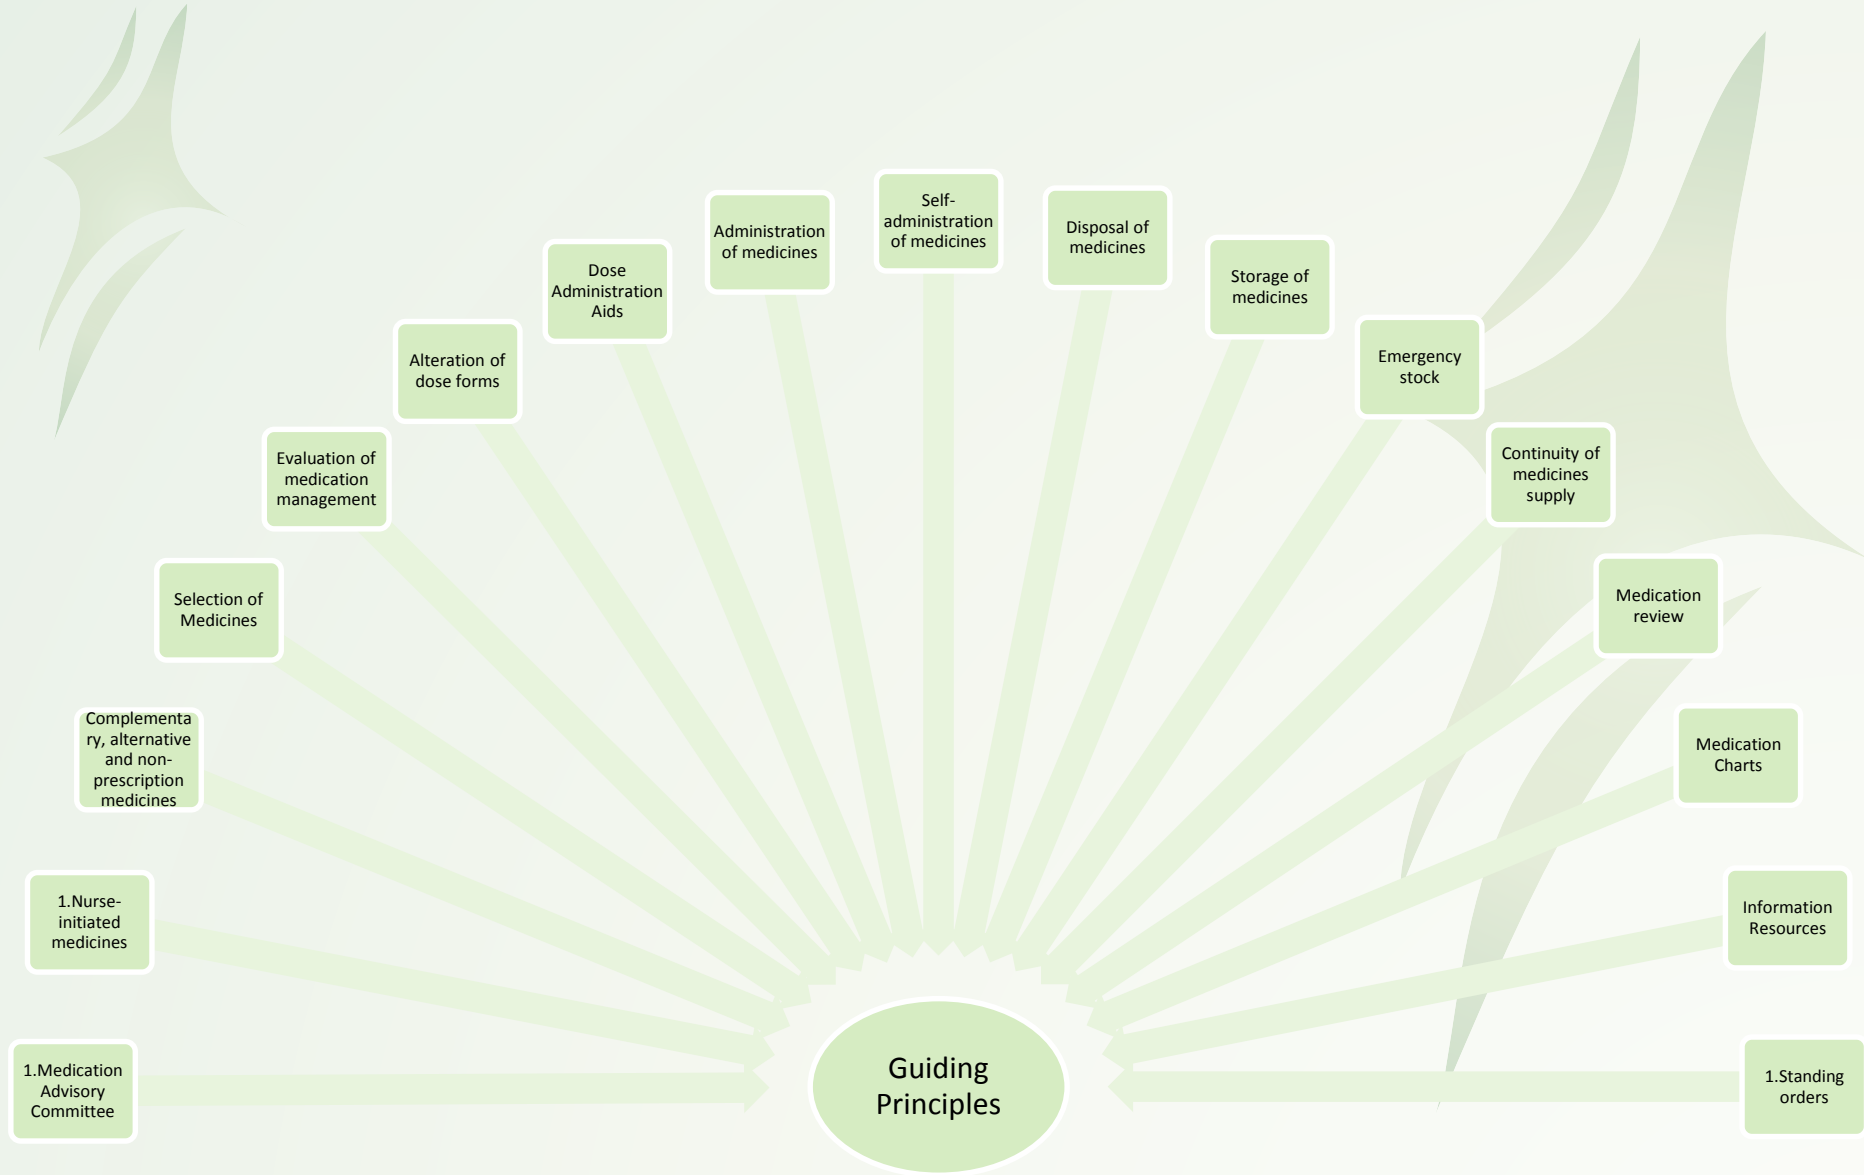 Self-
administration
of medicines
Administration
of medicines
Disposal of
medicines
Dose
Administration
Aids
Storage of
medicines
Alteration of
dose forms
Emergency
stock
Evaluation of
medication
management
Continuity of
medicines
supply
Selection of
Medicines
Medication
review
Complementa
ry, alternative
and non-
prescription
medicines
Medication
Charts
1.Nurse-
initiated
medicines
Information
Resources
1.Medication
Advisory
Committee
Guiding
Principles
1.Standing
orders